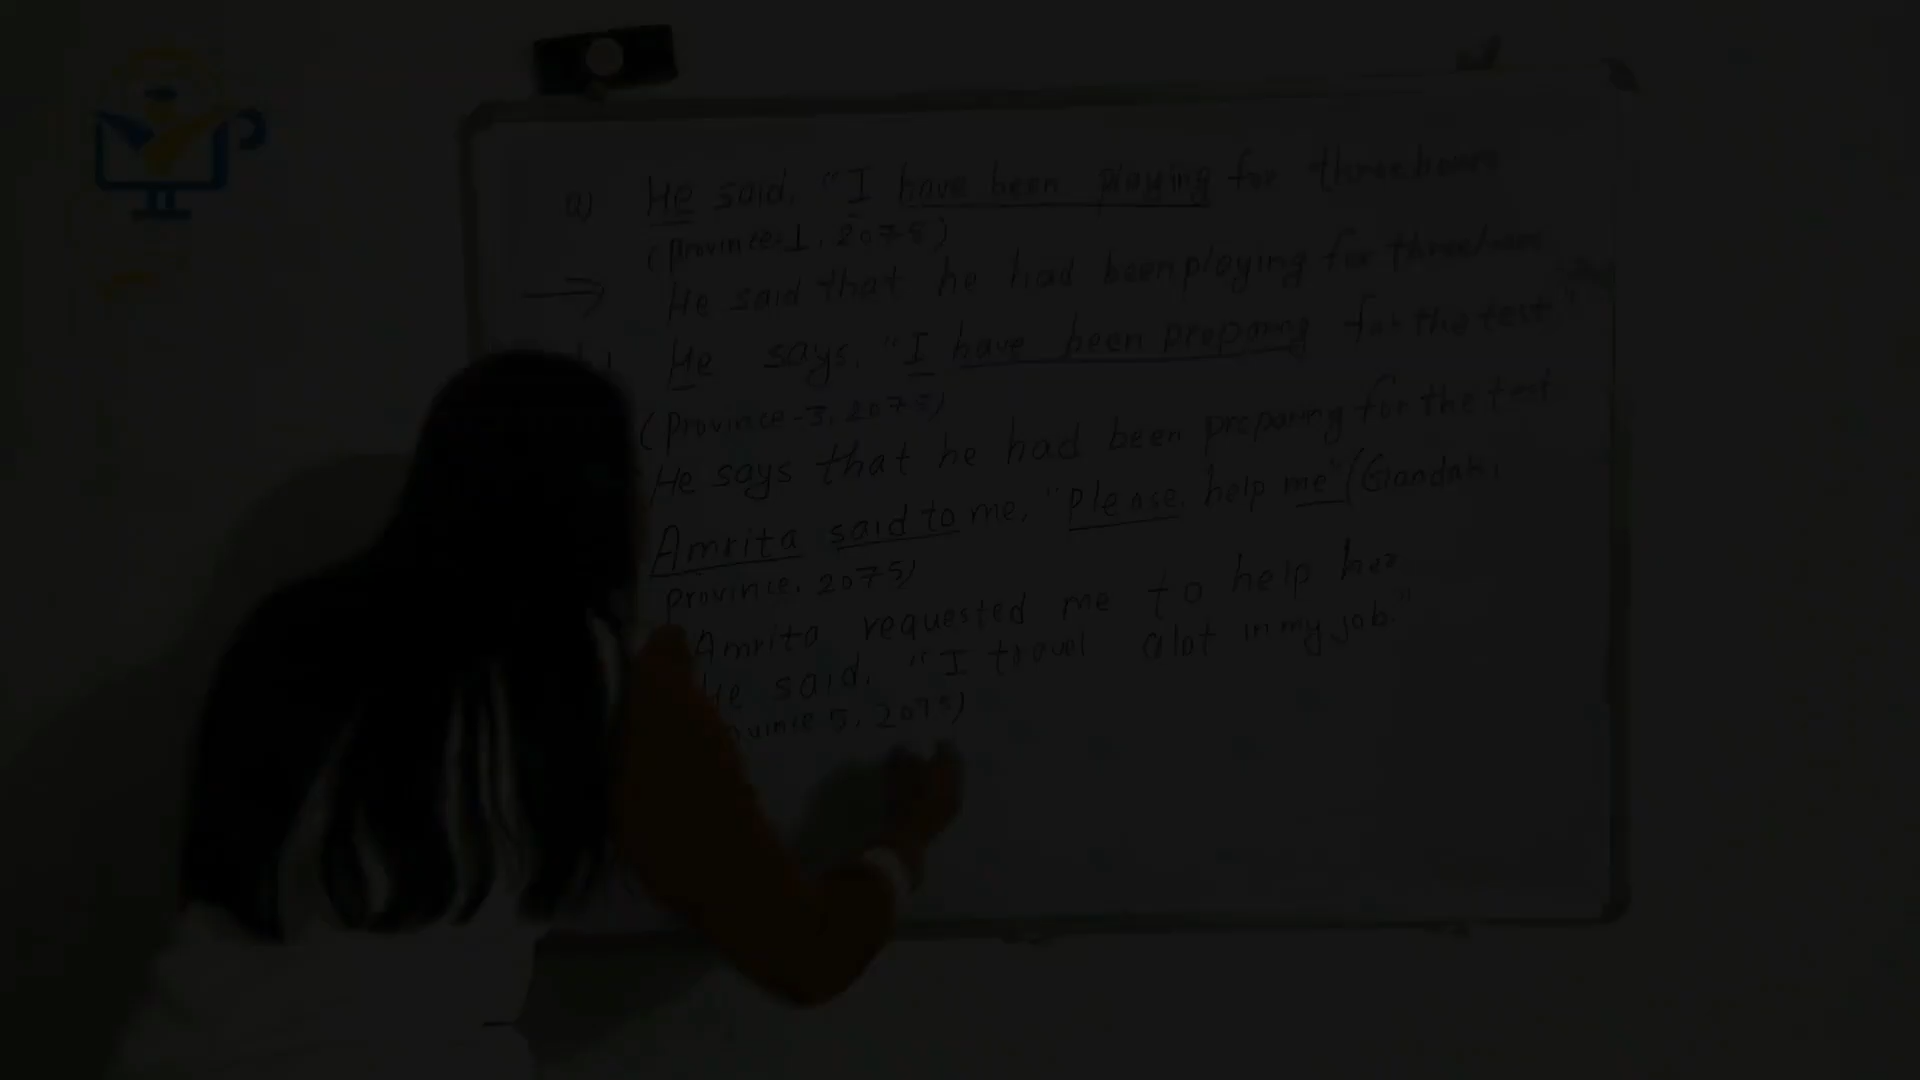 a) He said, "I have been playing for three hours
(Province 1, 2075)
He said that he had been playing for three hours
He says, "I have been preparing for the test"
(Province-3, 2075)
He says that he had been preparing for the test
Amrita said to me, "Please, help me" (Gandaki
province, 2075)
Amrita requested me to help her
He said, "I travel alot in my job."
ovince 5, 2075)